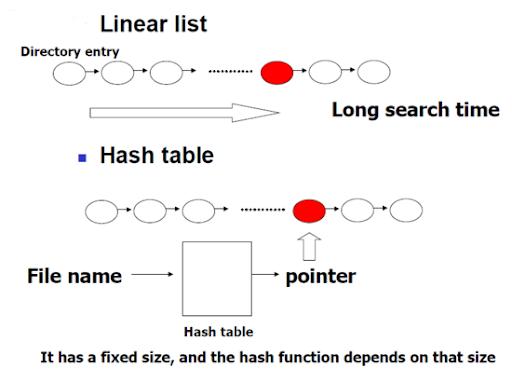 Linear list
Directory entry
Long search time
Hash table
File name
pointer
Hash table
It has a fixed size, and the hash function depends on that size